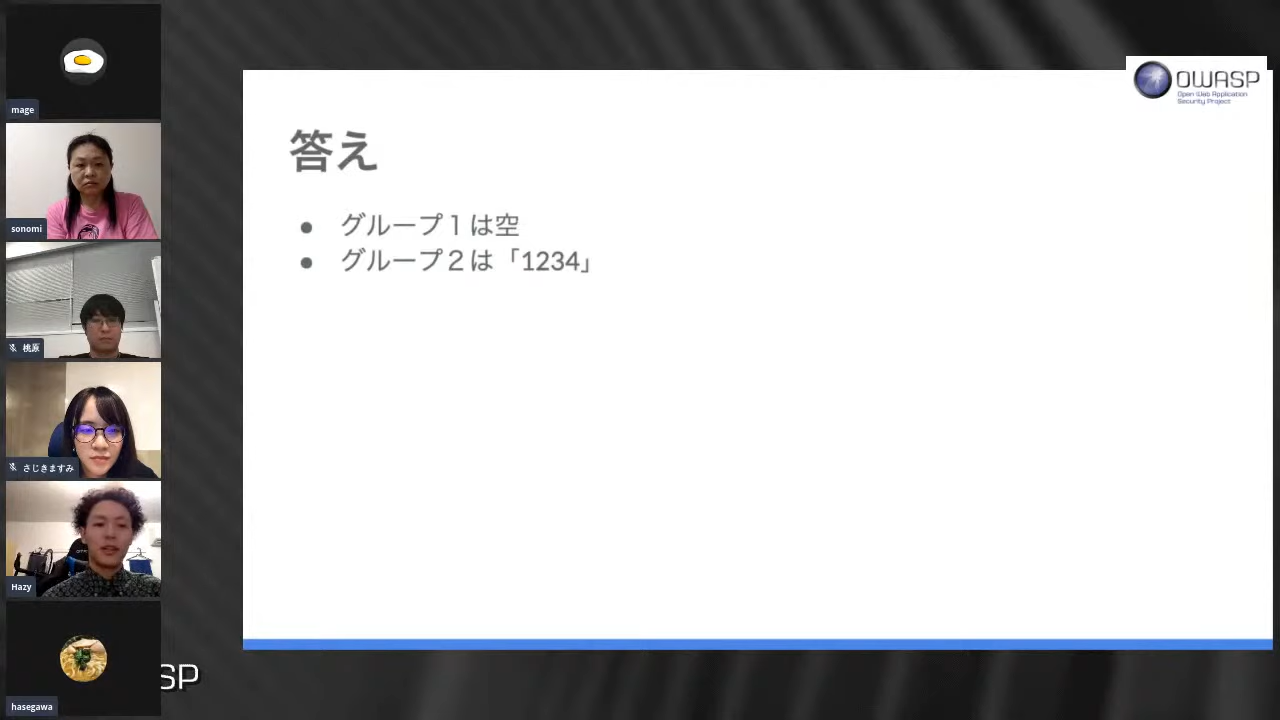 mage
sonomi
桃原
さじきますみ
Hazy
hasegawa
SP
OWASP
Open Web Application
Security Project
答え
● グループ１は空
● グループ２は「1234」